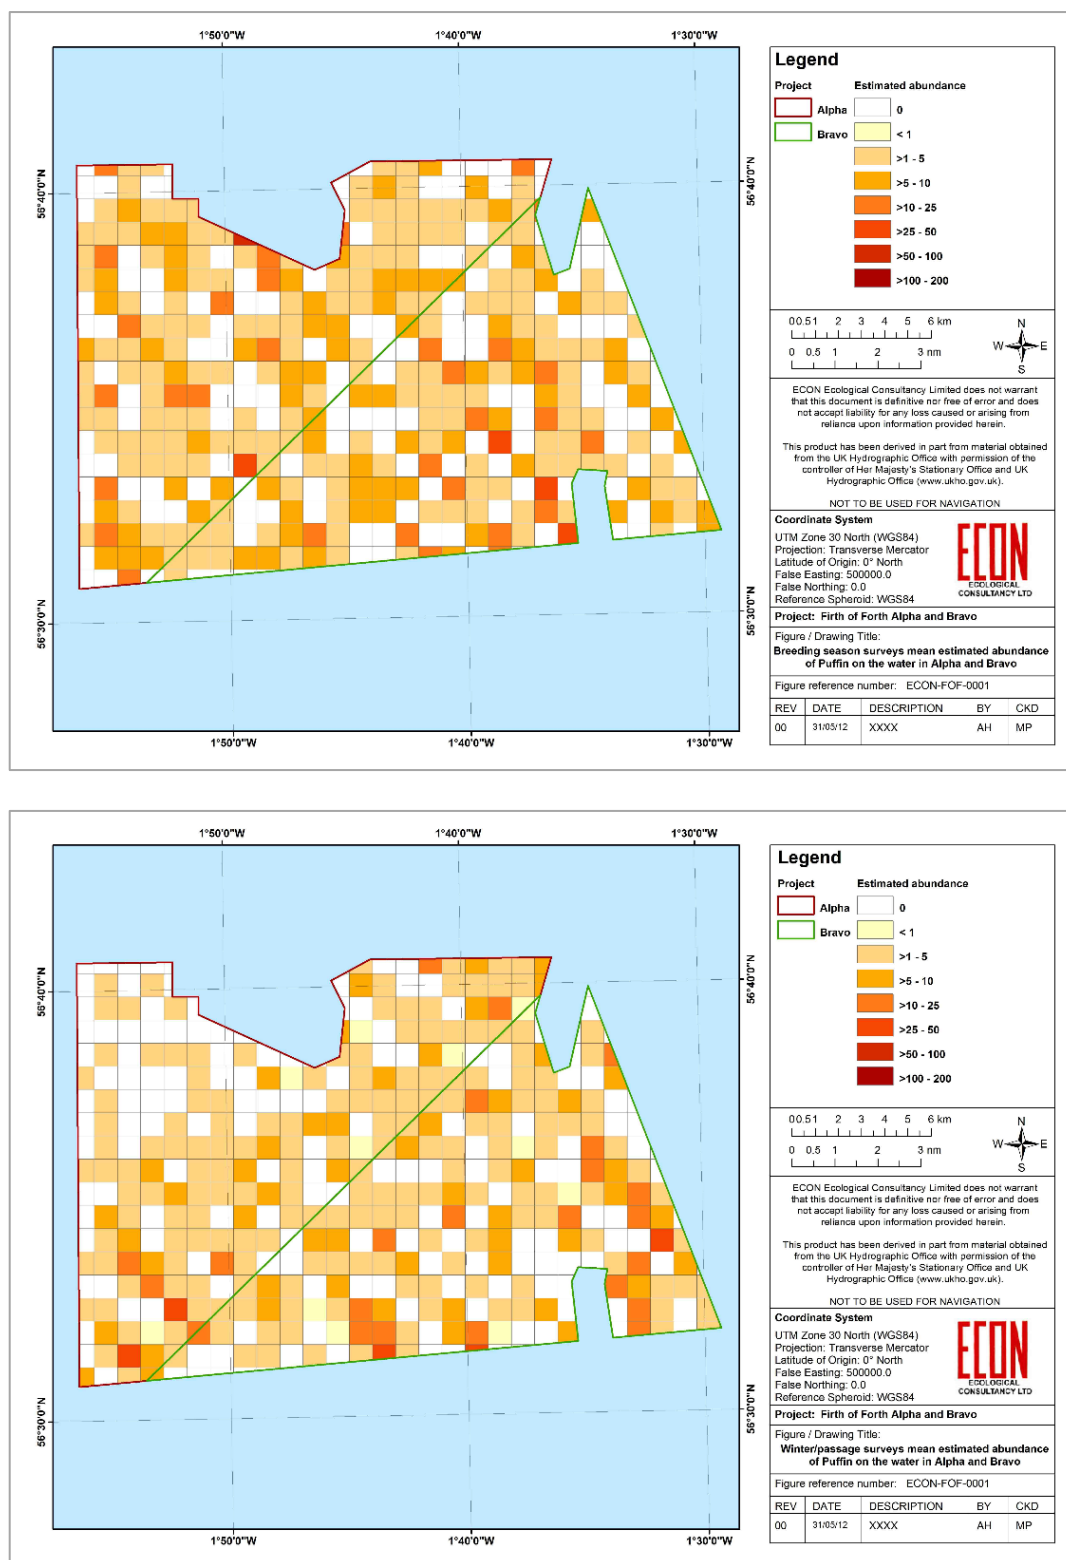 1°50'0"W 1°40'0"W 1°30'0"W
56°40'0"N 56°40'0"N
56°30'0"N 56°30'0"N
1°50'0"W 1°40'0"W 1°30'0"W
Legend
Project Estimated abundance
Alpha 0
Bravo < 1
>1 - 5
>5 - 10
>10 - 25
>25 - 50
>50 - 100
>100 - 200
0 0.5 1 2 3 4 5 6 km
0 0.5 1 2 3 nm
N
W E
S
ECON Ecological Consultancy Limited does not warrant
that this document is definitive nor free of error and does
not accept liability for any loss caused or arising from
reliance upon information provided herein.
This product has been derived in part from material obtained
from the UK Hydrographic Office with permission of the
controller of Her Majesty's Stationary Office and UK
Hydrographic Office (www.ukho.gov.uk).
NOT TO BE USED FOR NAVIGATION
Coordinate System
UTM Zone 30 North (WGS84)
Projection: Transverse Mercator
Latitude of Origin: 0° North
False Easting: 500000.0
False Northing: 0.0
Reference Spheroid: WGS84
ECON
ECOLOGICAL
CONSULTANCY LTD
Project: Firth of Forth Alpha and Bravo
Figure / Drawing Title:
Breeding season surveys mean estimated abundance
of Puffin on the water in Alpha and Bravo
Figure reference number: ECON-FOF-0001
REV DATE DESCRIPTION BY CKD
00 31/05/12 XXXX AH MP
1°50'0"W 1°40'0"W 1°30'0"W
56°40'0"N 56°40'0"N
56°30'0"N 56°30'0"N
1°50'0"W 1°40'0"W 1°30'0"W
Legend
Project Estimated abundance
Alpha 0
Bravo < 1
>1 - 5
>5 - 10
>10 - 25
>25 - 50
>50 - 100
>100 - 200
0 0.5 1 2 3 4 5 6 km
0 0.5 1 2 3 nm
N
W E
S
ECON Ecological Consultancy Limited does not warrant
that this document is definitive nor free of error and does
not accept liability for any loss caused or arising from
reliance upon information provided herein.
This product has been derived in part from material obtained
from the UK Hydrographic Office with permission of the
controller of Her Majesty's Stationary Office and UK
Hydrographic Office (www.ukho.gov.uk).
NOT TO BE USED FOR NAVIGATION
Coordinate System
UTM Zone 30 North (WGS84)
Projection: Transverse Mercator
Latitude of Origin: 0° North
False Easting: 500000.0
False Northing: 0.0
Reference Spheroid: WGS84
ECON
ECOLOGICAL
CONSULTANCY LTD
Project: Firth of Forth Alpha and Bravo
Figure / Drawing Title:
Winter/passage surveys mean estimated abundance
of Puffin on the water in Alpha and Bravo
Figure reference number: ECON-FOF-0001
REV DATE DESCRIPTION BY CKD
00 31/05/12 XXXX AH MP